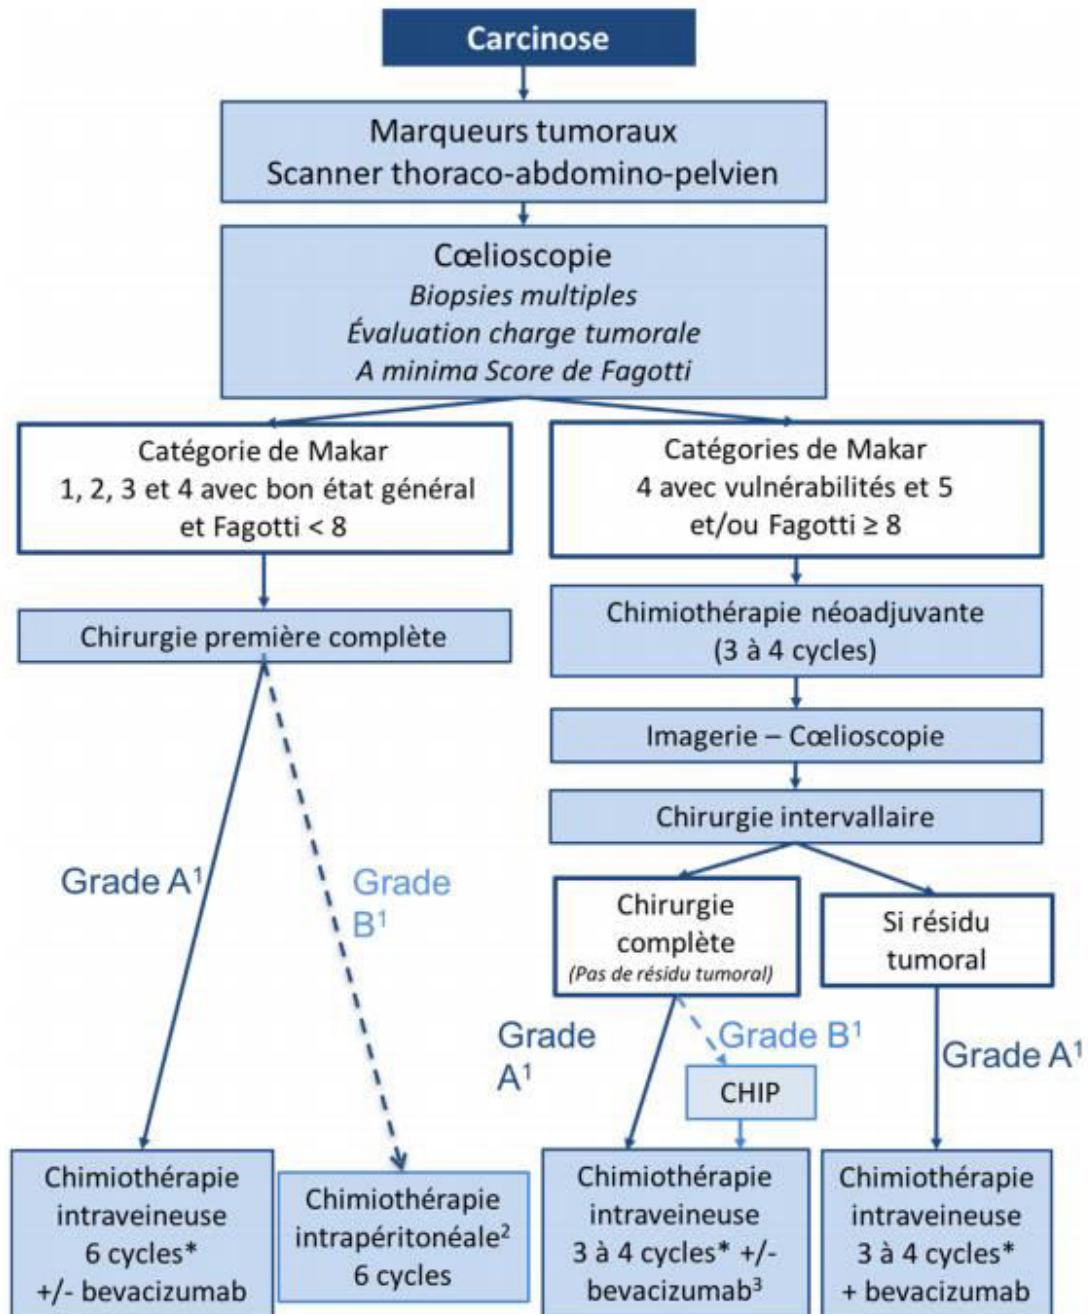 Carcinose
Marqueurs tumoraux
Scanner thoraco-abdomino-pelvien
Cœlioscopie
Biopsies multiples
Évaluation charge tumorale
A minima Score de Fagotti
Catégorie de Makar
1, 2, 3 et 4 avec bon état général
et Fagotti < 8
Catégories de Makar
4 avec vulnérabilités et 5
et/ou Fagotti ≥ 8
Chirurgie première complète
Chimiothérapie néoadjuvante
(3 à 4 cycles)
Imagerie – Cœlioscopie
Chirurgie intervallaire
Grade A¹
Grade
B¹
Chirurgie
complète
(Pas de résidu tumoral)
Si résidu
tumoral
Grade
A¹
Grade B¹
Grade A¹
CHIP
Chimiothérapie
intraveineuse
6 cycles*
+/- bevacizumab
Chimiothérapie
intrapéritonéale²
6 cycles
Chimiothérapie
intraveineuse
3 à 4 cycles* +/-
bevacizumab³
Chimiothérapie
intraveineuse
3 à 4 cycles*
+ bevacizumab